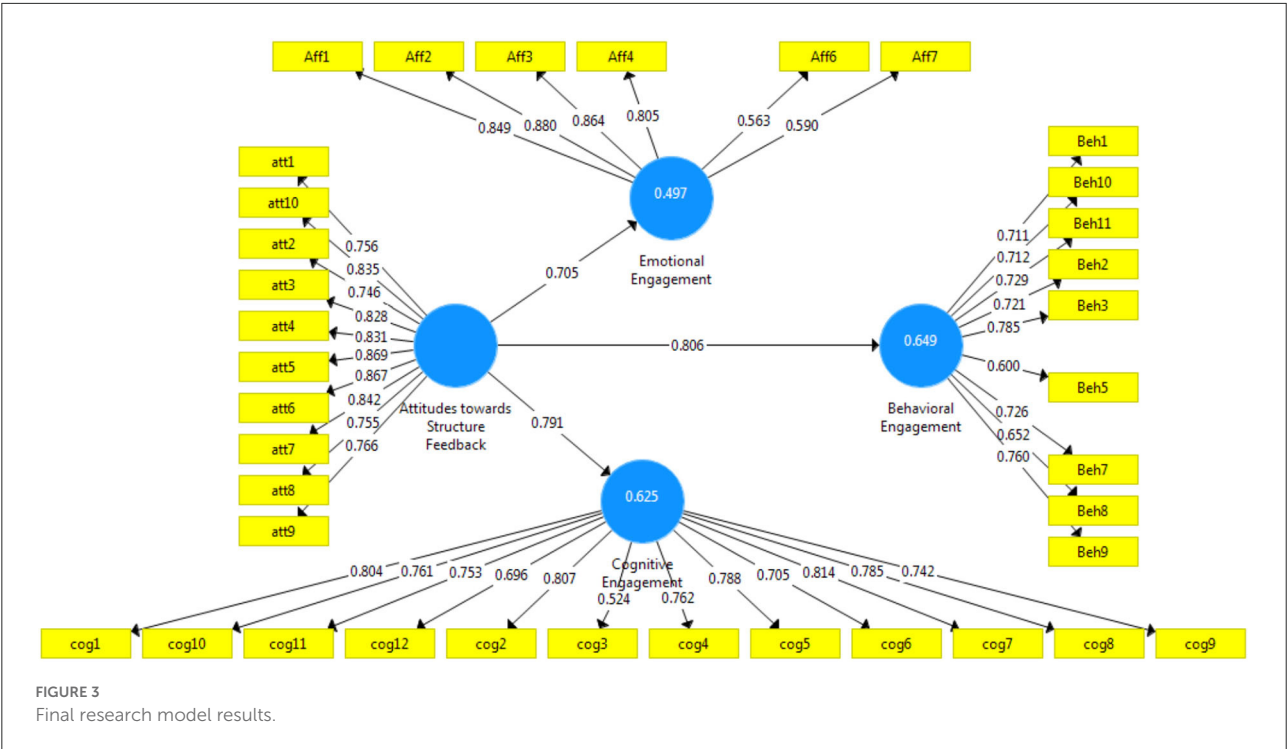 Aff1
Aff2
Aff3
Aff4
Aff6
Aff7
0.849
0.880
0.864
0.805
0.563
0.590
0.497
Emotional
Engagement
att1
att10
att2
att3
att4
att5
att6
att7
att8
att9
0.756
0.835
0.746
0.828
0.831
0.869
0.867
0.842
0.755
0.766
Attitudes towards
Structure
Feedback
0.705
0.806
0.791
0.649
Behavioral
Engagement
0.711
0.712
0.729
0.721
0.785
0.600
0.726
0.652
0.760
Beh1
Beh10
Beh11
Beh2
Beh3
Beh5
Beh7
Beh8
Beh9
0.625
Cognitive
Engagement
0.804
0.761
0.753
0.696
0.807
0.524
0.762
0.788
0.705
0.814
0.785
0.742
cog1
cog10
cog11
cog12
cog2
cog3
cog4
cog5
cog6
cog7
cog8
cog9
FIGURE 3
Final research model results.